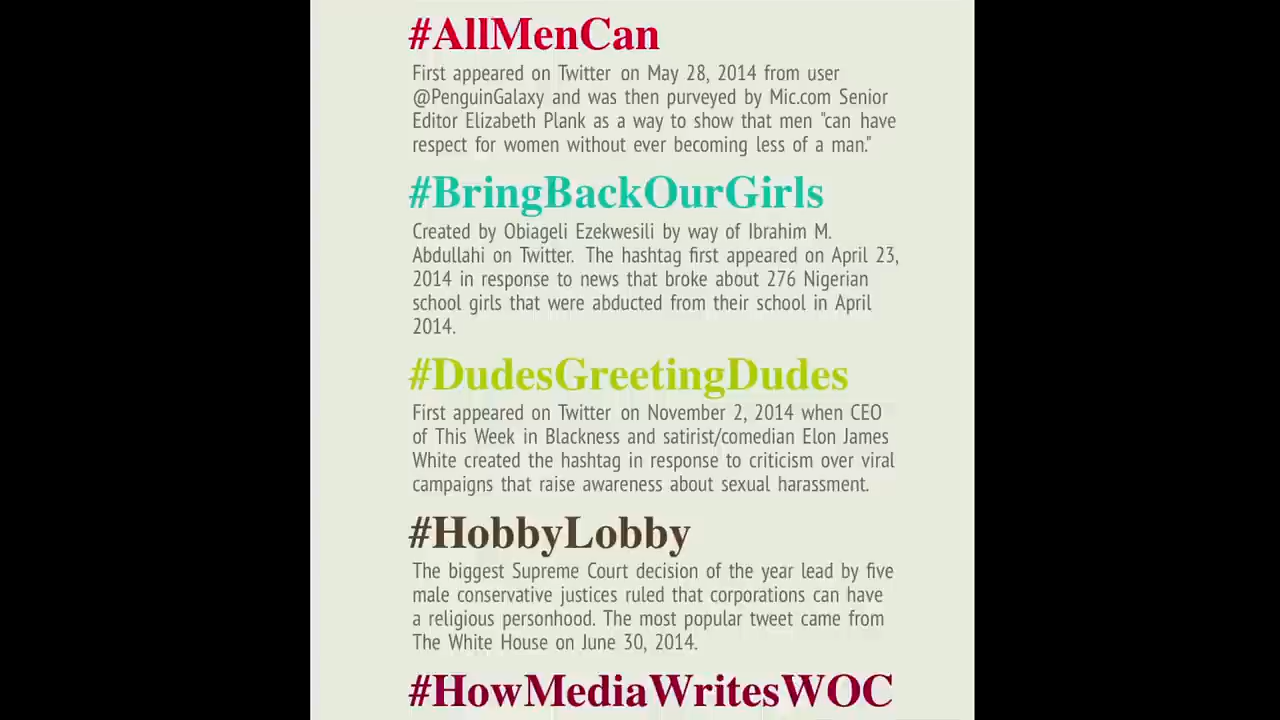 #AllMenCan
First appeared on Twitter on May 28, 2014 from user
@PenguinGalaxy and was then purveyed by Mic.com Senior
Editor Elizabeth Plank as a way to show that men "can have
respect for women without ever becoming less of a man."
#BringBackOurGirls
Created by Obiageli Ezekwesili by way of Ibrahim M.
Abdullahi on Twitter. The hashtag first appeared on April 23,
2014 in response to news that broke about 276 Nigerian
school girls that were abducted from their school in April
2014.
#DudesGreetingDudes
First appeared on Twitter on November 2, 2014 when CEO
of This Week in Blackness and satirist/comedian Elon James
White created the hashtag in response to criticism over viral
campaigns that raise awareness about sexual harassment.
#HobbyLobby
The biggest Supreme Court decision of the year lead by five
male conservative justices ruled that corporations can have
a religious personhood. The most popular tweet came from
The White House on June 30, 2014.
#HowMediaWritesWOC